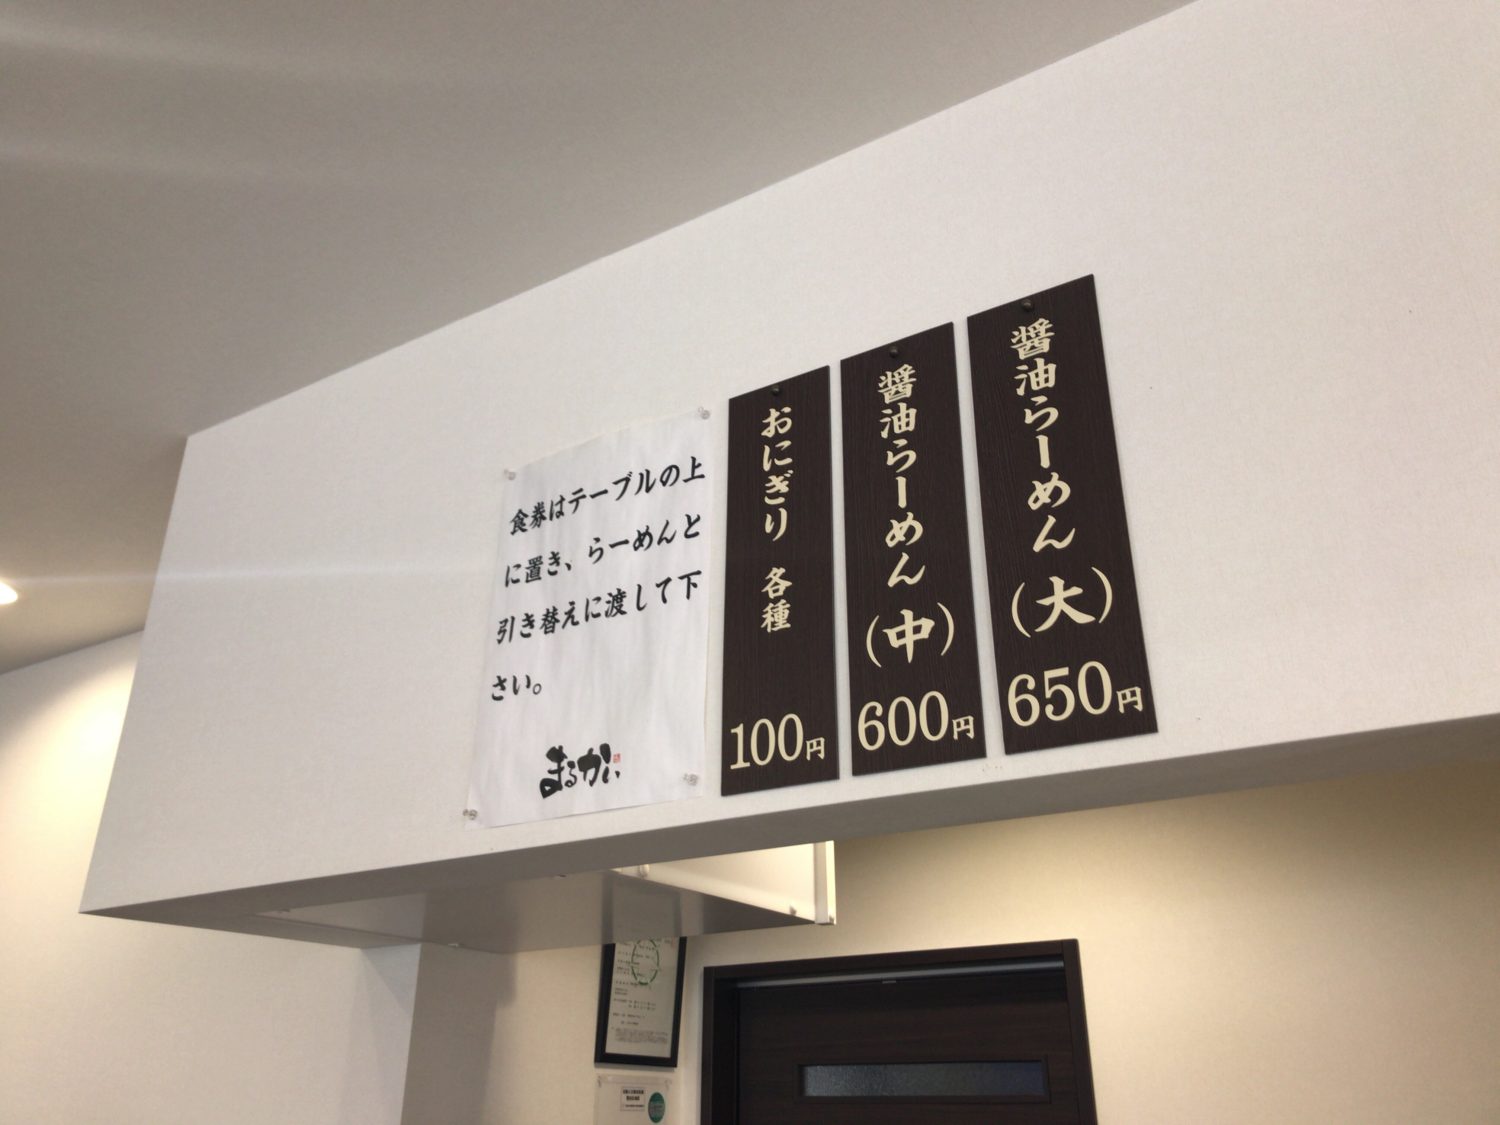 醤油らーめん(大) 650円
醤油らーめん(中) 600円
おにぎり 各種 100円
食券はテーブルの上
に置き、らーめんと
引き替えに渡して下
さい。
まるかい